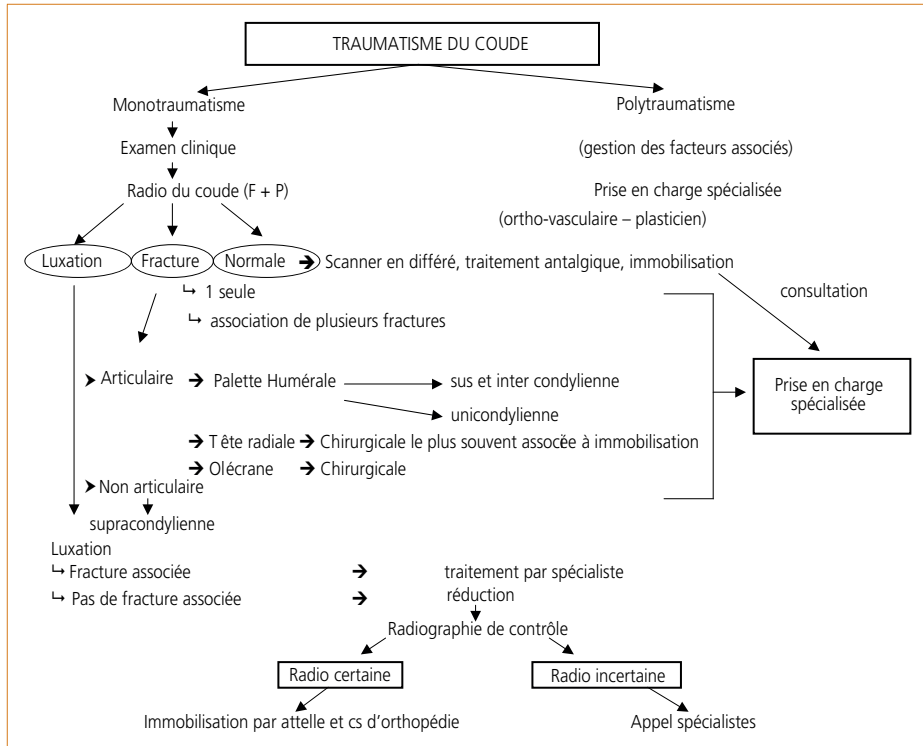 TRAUMATISME DU COUDE
Monotraumatisme
Polytraumatisme
Examen clinique
(gestion des facteurs associés)
Radio du coude (F + P)
Prise en charge spécialisée
(ortho-vasculaire – plasticien)
Luxation Fracture Normale ➔ Scanner en différé, traitement antalgique, immobilisation
↳ 1 seule
consultation
↳ association de plusieurs fractures
➤ Articulaire ➔ Palette Humérale sus et inter condylienne
Prise en charge
spécialisée
unicondylienne
➔ Tête radiale ➔ Chirurgicale le plus souvent associée à immobilisation
➔ Olécrane ➔ Chirurgicale
➤ Non articulaire
supracondylienne
Luxation
↳ Fracture associée ➔ traitement par spécialiste
↳ Pas de fracture associée ➔ réduction
Radiographie de contrôle
Radio certaine
Radio incertaine
Immobilisation par attelle et cs d'orthopédie
Appel spécialistes